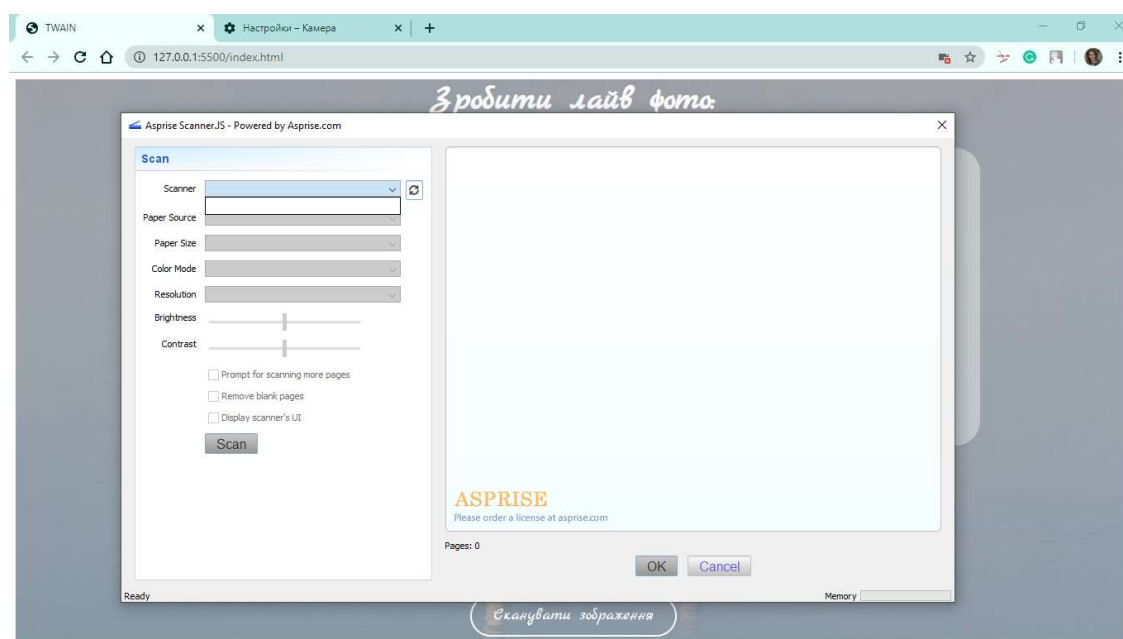 TWAIN
Настройки – Камера
127.0.0.1:5500/index.html
Зробити лайв фото:
Asprise ScannerJS - Powered by Asprise.com
Scan
Scanner
Paper Source
Paper Size
Color Mode
Resolution
Brightness
Contrast
Prompt for scanning more pages
Remove blank pages
Display scanner's UI
Scan
ASPRISE
Please order a license at asprise.com
Pages: 0
OK Cancel
Ready
Memory
Сканувати зображення